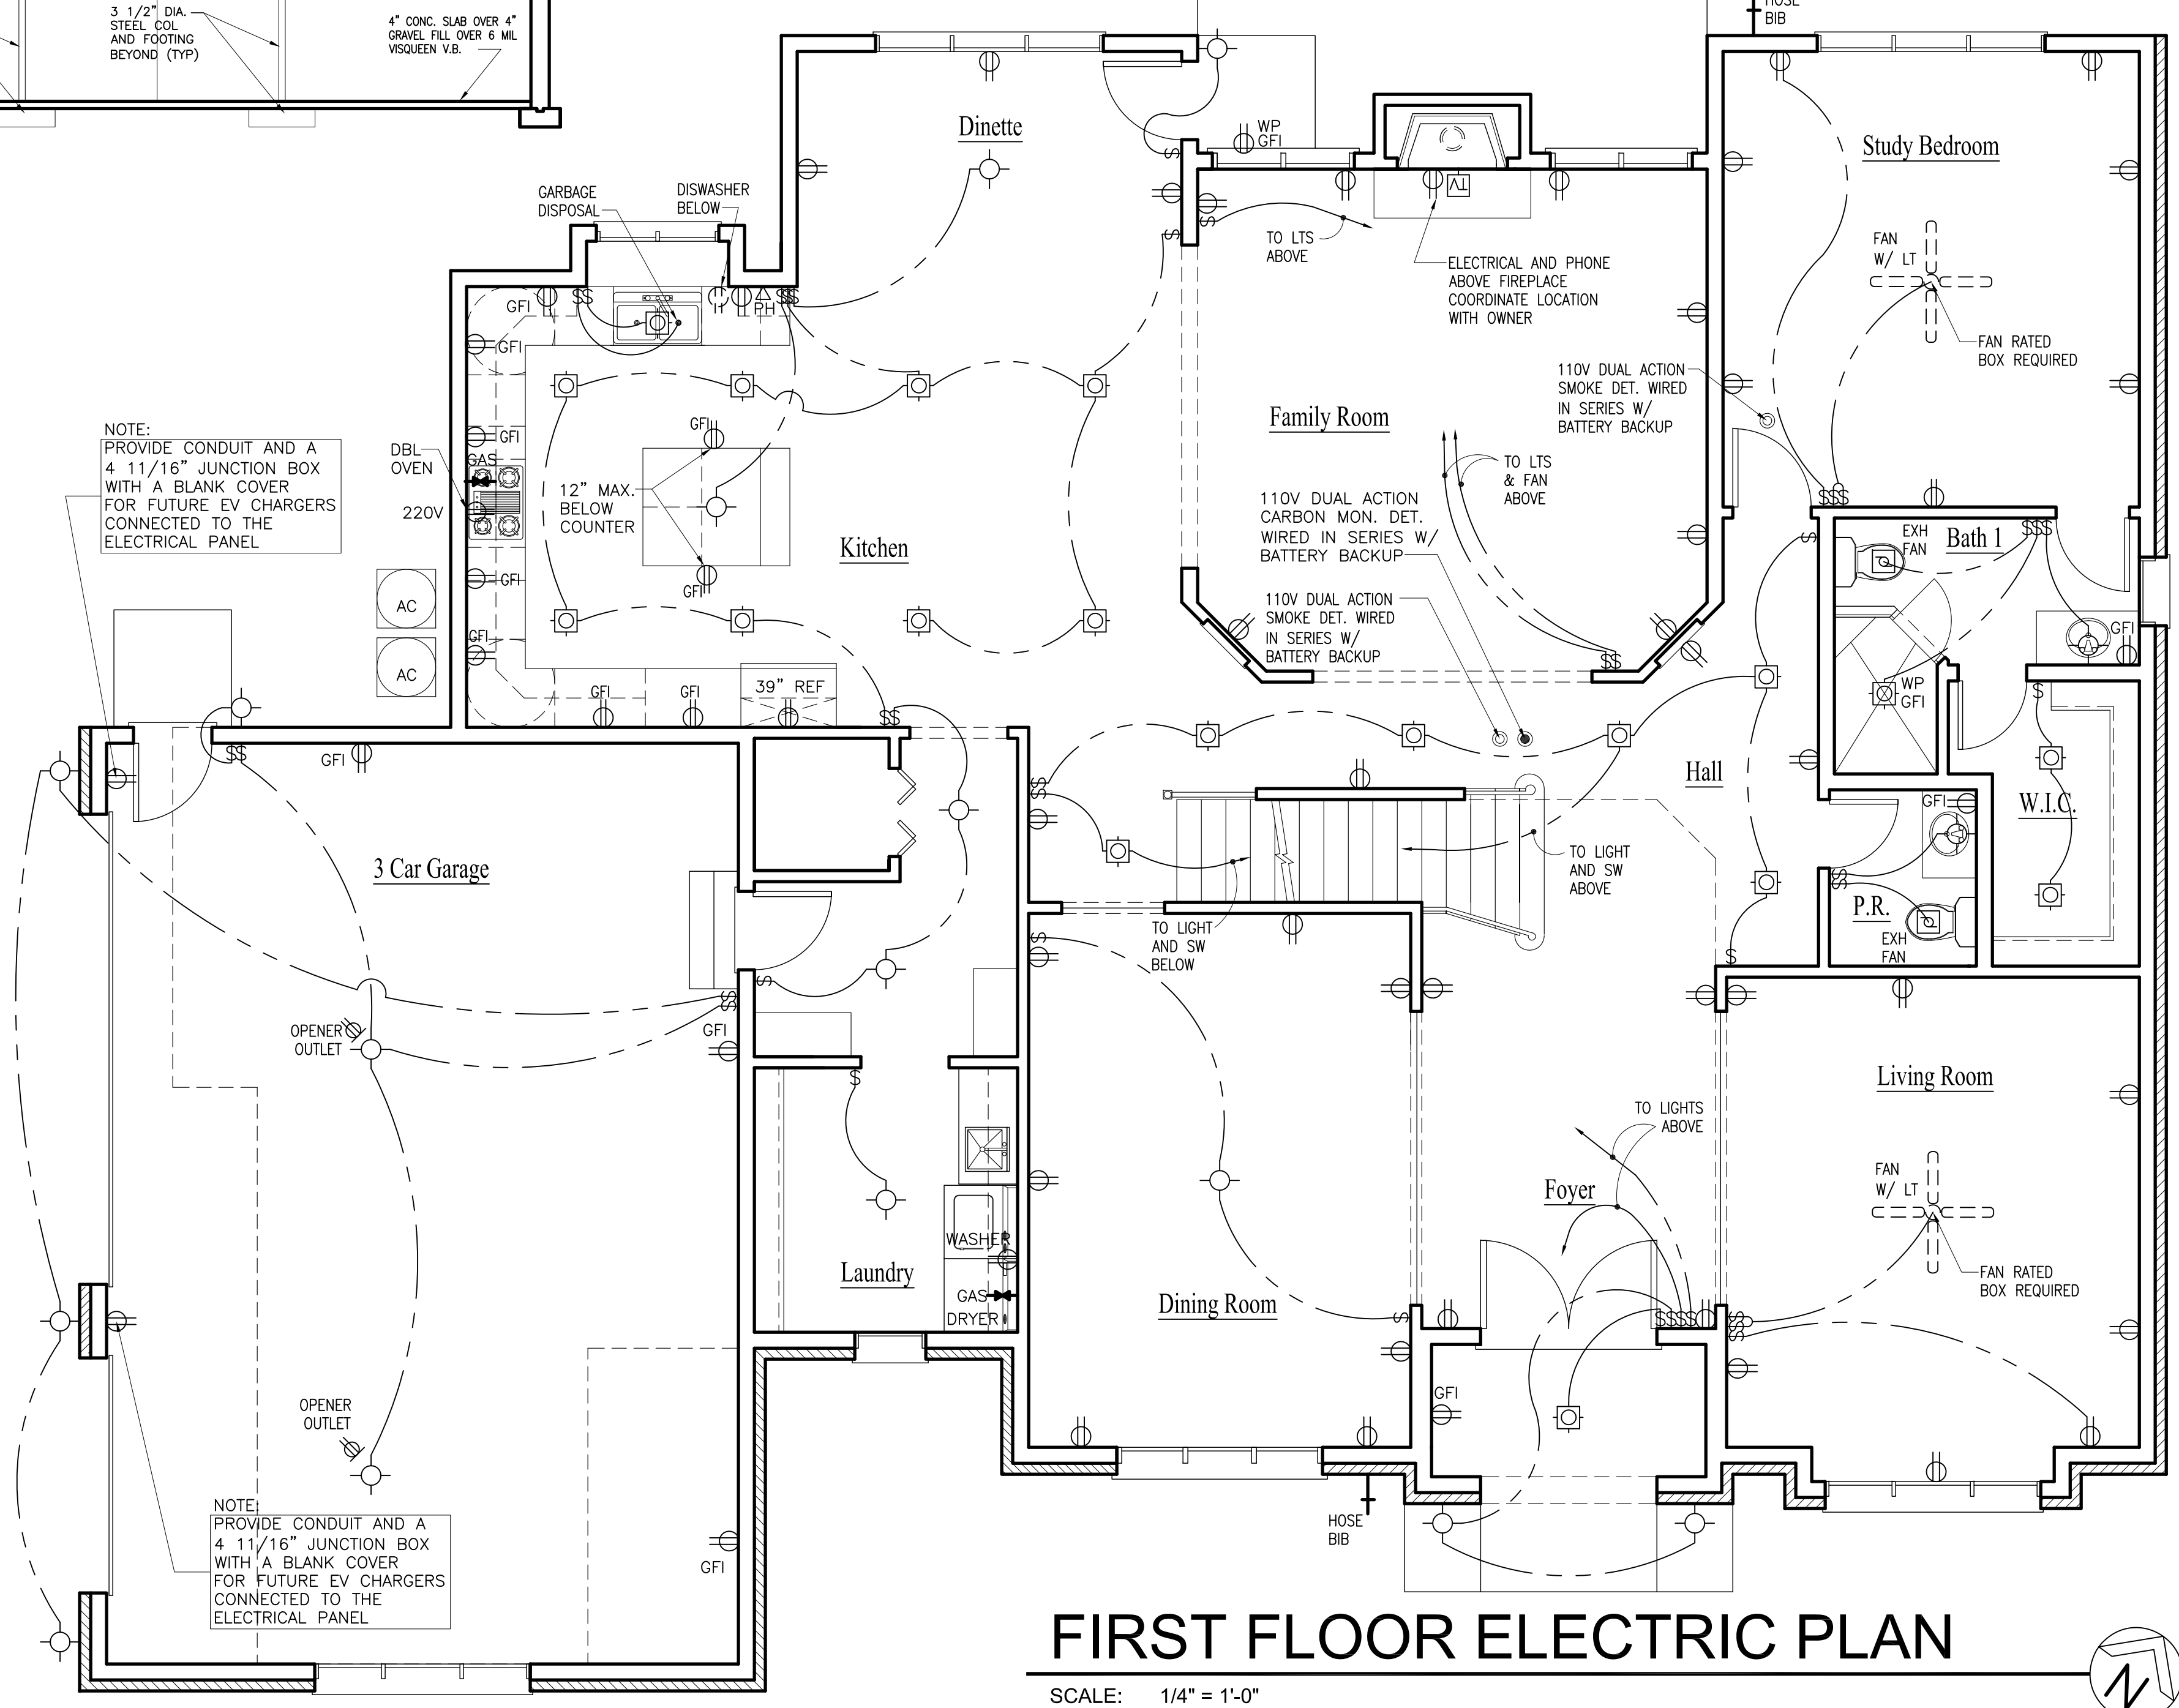 3 1/2" DIA.
STEEL COL
AND FOOTING
BEYOND (TYP)
4" CONC. SLAB OVER 4"
GRAVEL FILL OVER 6 MIL
VISQUEEN V.B.
HOSE
BIB
Dinette
WP
GFI
Study Bedroom
GARBAGE
DISPOSAL
DISWASHER
BELOW
TV
TO LTS
ABOVE
ELECTRICAL AND PHONE
ABOVE FIREPLACE
COORDINATE LOCATION
WITH OWNER
FAN
W/ LT
FAN RATED
BOX REQUIRED
GFI
$$
PH
$$$
$
$
$
GFI
110V DUAL ACTION
SMOKE DET. WIRED
IN SERIES W/
BATTERY BACKUP
Family Room
NOTE:
PROVIDE CONDUIT AND A
4 11/16" JUNCTION BOX
WITH A BLANK COVER
FOR FUTURE EV CHARGERS
CONNECTED TO THE
ELECTRICAL PANEL
DBL
OVEN
GFI
GAS
220V
GFI
12" MAX.
BELOW
COUNTER
GFI
Kitchen
TO LTS
& FAN
ABOVE
110V DUAL ACTION
CARBON MON. DET.
WIRED IN SERIES W/
BATTERY BACKUP
$$$
$
EXH
FAN
Bath 1
$$$
GFI
AC
AC
GFI
110V DUAL ACTION
SMOKE DET. WIRED
IN SERIES W/
BATTERY BACKUP
$$
GFI
WP
GFI
$
GFI
GFI
39" REF
$$
$$
GFI
$$
Hall
GFI
W.I.C.
3 Car Garage
TO LIGHT
AND SW
ABOVE
$$
P.R.
EXH
FAN
TO LIGHT
AND SW
BELOW
$
$
$
$$
GFI
OPENER
OUTLET
$
Living Room
TO LIGHTS
ABOVE
Foyer
FAN
W/ LT
FAN RATED
BOX REQUIRED
WASHER
Laundry
GAS
DRYER
Dining Room
$
$$$$
$$$
GFI
OPENER
OUTLET
NOTE:
PROVIDE CONDUIT AND A
4 11/16" JUNCTION BOX
WITH A BLANK COVER
FOR FUTURE EV CHARGERS
CONNECTED TO THE
ELECTRICAL PANEL
GFI
HOSE
BIB
FIRST FLOOR ELECTRIC PLAN
SCALE: 1/4" = 1'-0"
N